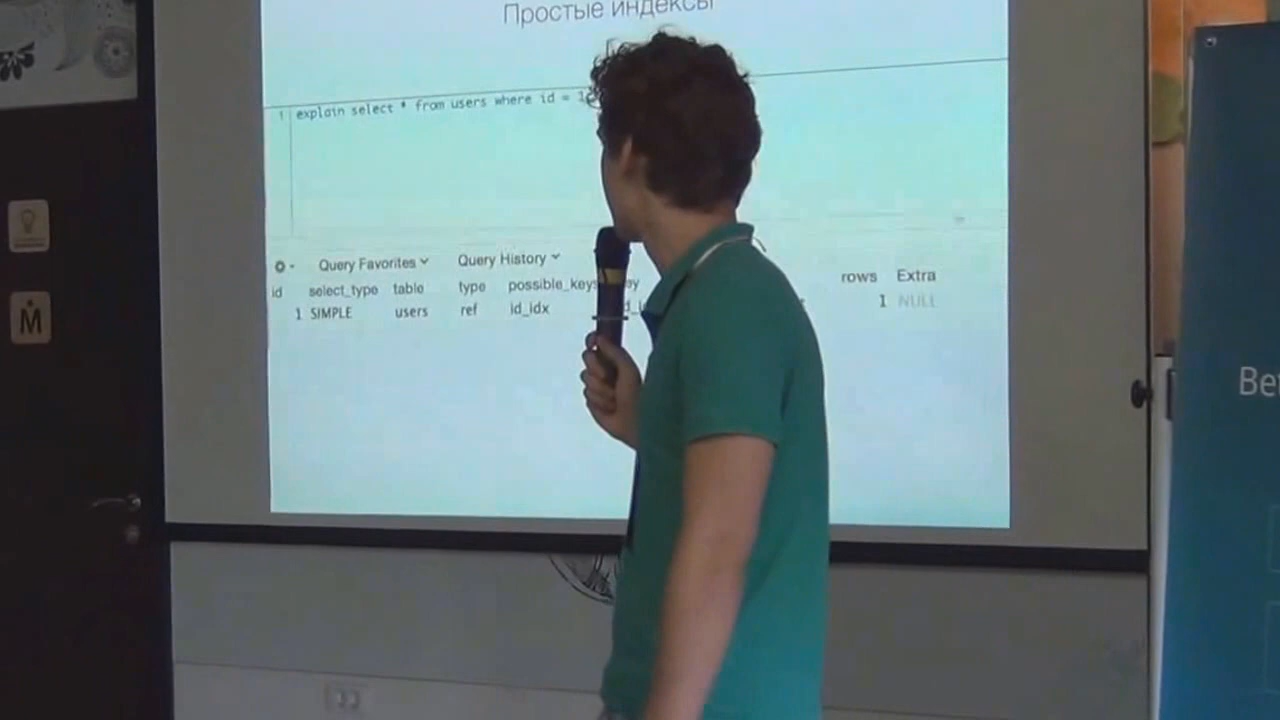 Простые индексы
1 explain select * from users where id =
Query Favorites Query History
id select_type table type possible_keys rows Extra
1 SIMPLE users ref id_idx 1 NULL
M